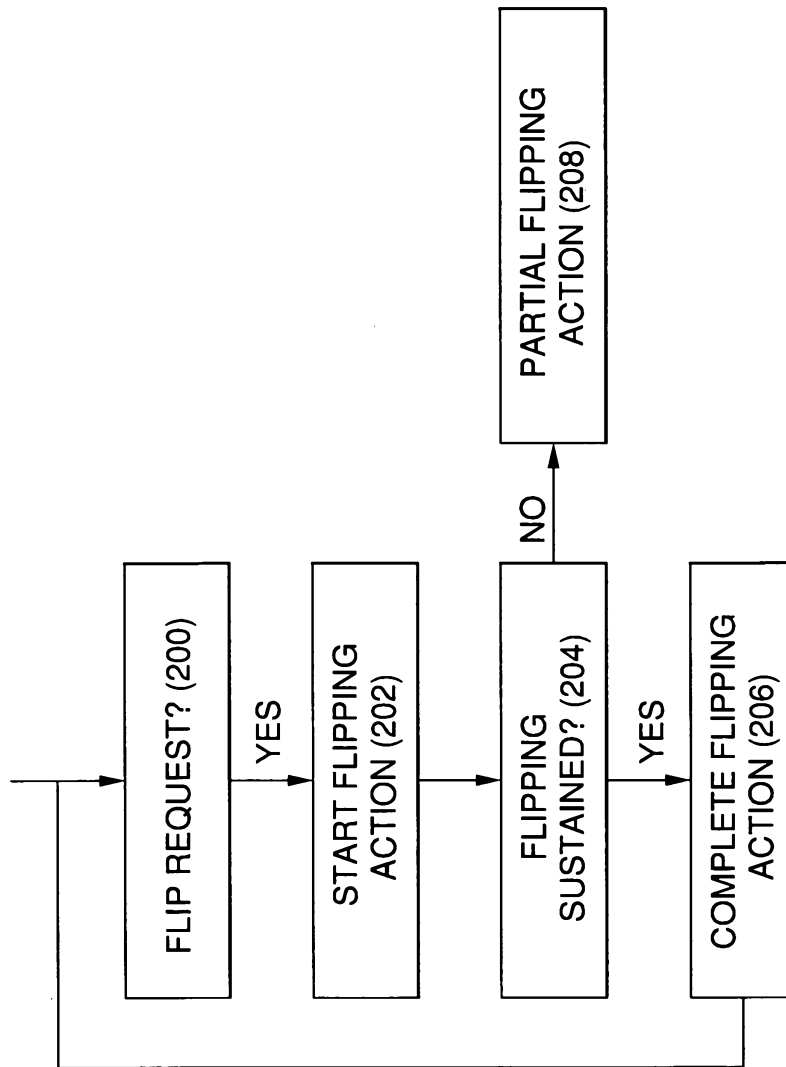 FLIP REQUEST? (200)
YES
START FLIPPING
ACTION (202)
FLIPPING
SUSTAINED? (204)
NO
PARTIAL FLIPPING
ACTION (208)
YES
COMPLETE FLIPPING
ACTION (206)